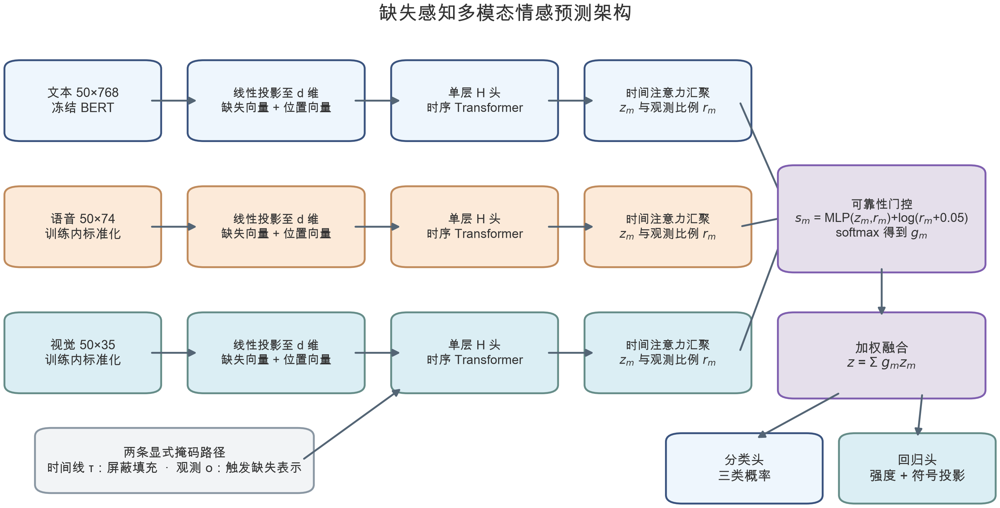 缺失感知多模态情感预测架构
文本 50×768
冻结 BERT
线性投影至 d 维
缺失向量 + 位置向量
单层 H 头
时序 Transformer
时间注意力汇聚
zₘ 与观测比例 rₘ
语音 50×74
训练内标准化
线性投影至 d 维
缺失向量 + 位置向量
单层 H 头
时序 Transformer
时间注意力汇聚
zₘ 与观测比例 rₘ
可靠性门控
sₘ = MLP(zₘ,rₘ)+log(rₘ+0.05)
softmax 得到 gₘ
视觉 50×35
训练内标准化
线性投影至 d 维
缺失向量 + 位置向量
单层 H 头
时序 Transformer
时间注意力汇聚
zₘ 与观测比例 rₘ
加权融合
z = Σ gₘzₘ
两条显式掩码路径
时间线 τ：屏蔽填充 · 观测 o：触发缺失表示
分类头
三类概率
回归头
强度 + 符号投影